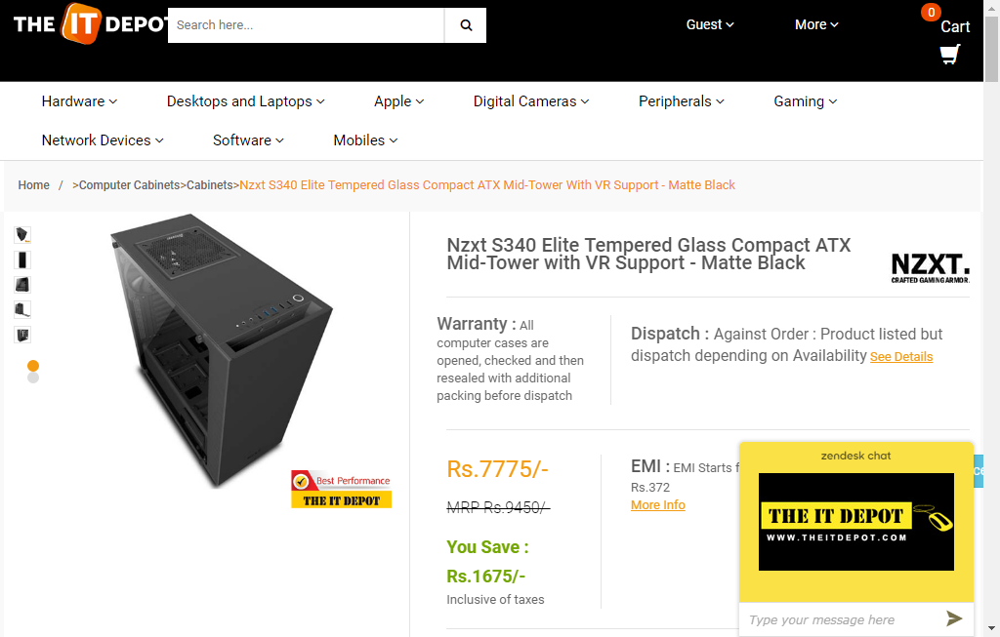 THE IT DEPOT
Search here...
Guest
More
0
Cart
Hardware
Desktops and Laptops
Apple
Digital Cameras
Peripherals
Gaming
Network Devices
Software
Mobiles
Home / >Computer Cabinets>Cabinets>Nzxt S340 Elite Tempered Glass Compact ATX Mid-Tower With VR Support - Matte Black
Nzxt S340 Elite Tempered Glass Compact ATX
Mid-Tower with VR Support - Matte Black
NZXT.
CRAFTED GAMING ARMOR.
Warranty : All
computer cases are
opened, checked and then
resealed with additional
packing before dispatch
Dispatch : Against Order : Product listed but
dispatch depending on Availability See Details
Best Performance
THE IT DEPOT
Rs.7775/-
MRP Rs.9450/-
You Save :
Rs.1675/-
Inclusive of taxes
EMI : EMI Starts
Rs.372
More Info
zendesk chat
THE IT DEPOT
WWW.THEITDEPOT.COM
Type your message here